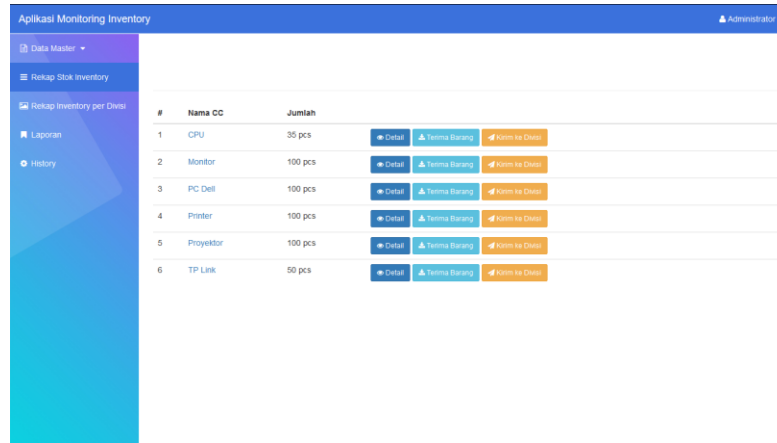 Aplikasi Monitoring Inventory
Administrator
Data Master
Rekap Stok Inventory
Rekap Inventory per Divisi
Laporan
History
# Nama CC Jumlah
1 CPU 35 pcs Detail Terima Barang Kirim ke Divisi
2 Monitor 100 pcs Detail Terima Barang Kirim ke Divisi
3 PC Dell 100 pcs Detail Terima Barang Kirim ke Divisi
4 Printer 100 pcs Detail Terima Barang Kirim ke Divisi
5 Proyektor 100 pcs Detail Terima Barang Kirim ke Divisi
6 TP Link 50 pcs Detail Terima Barang Kirim ke Divisi